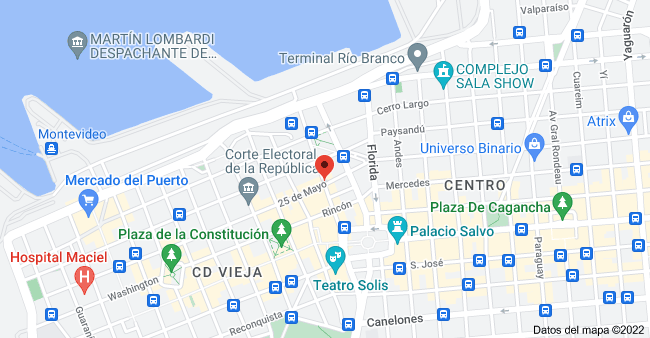 Valparaíso
Yaguarón
MARTÍN LOMBARDI
DESPACHANTE DE...
Terminal Río Branco
COMPLEJO
SALA SHOW
Yi
Cuareim
Cerro Largo
Av Gral Rondeau
Atrix
Paysandú
Montevideo
Florida
Andes
Universo Binario
Corte Electoral
de la República
Mercado del Puerto
25 de Mayo
Mercedes
CENTRO
Rincón
Plaza De Cagancha
Plaza de la Constitución
Palacio Salvo
Hospital Maciel
CD VIEJA
S. José
Paraguay
Washington
Teatro Solis
Guaraní
Reconquista
Canelones
Datos del mapa ©2022